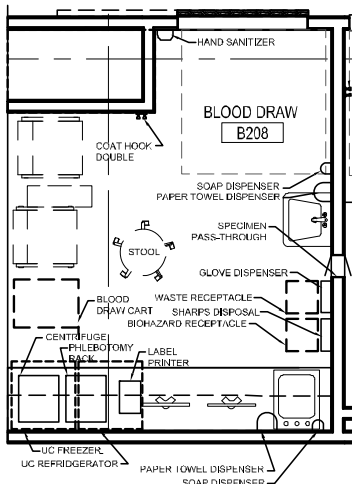 HAND SANITIZER
BLOOD DRAW
B208
COAT HOOK
DOUBLE
SOAP DISPENSER
PAPER TOWEL DISPENSER
SPECIMEN
PASS-THROUGH
STOOL
GLOVE DISPENSER
BLOOD
DRAW CART
WASTE RECEPTACLE
SHARPS DISPOSAL
BIOHAZARD RECEPTACLE
CENTRIFUGE
PHLEBOTOMY
RACK
LABEL
PRINTER
UC FREEZER
UC REFRIDGERATOR
PAPER TOWEL DISPENSER
SOAP DISPENSER